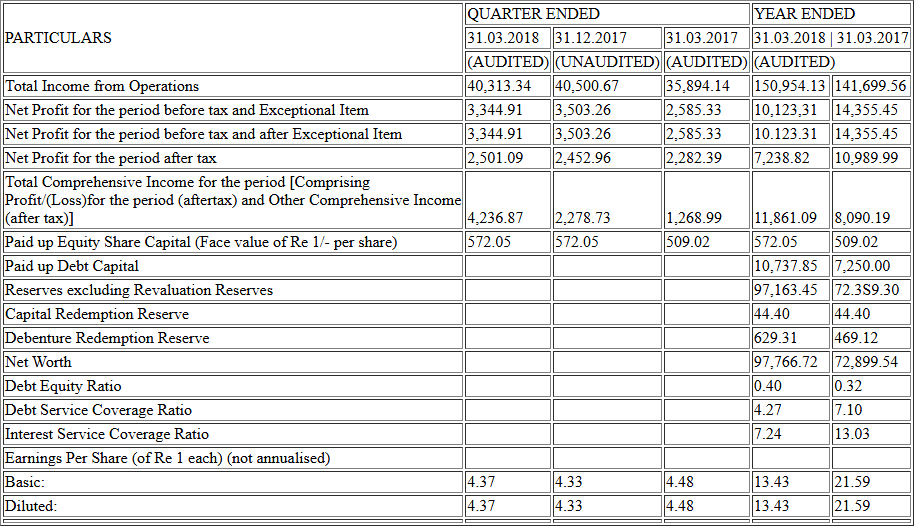 PARTICULARS QUARTER ENDED YEAR ENDED
31.03.2018 31.12.2017 31.03.2017 31.03.2018 | 31.03.2017
(AUDITED) (UNAUDITED) (AUDITED) (AUDITED)
Total Income from Operations 40,313.34 40,500.67 35,894.14 150,954.13 141,699.56
Net Profit for the period before tax and Exceptional Item 3,344.91 3,503.26 2,585.33 10,123,31 14,355.45
Net Profit for the period before tax and after Exceptional Item 3,344.91 3,503.26 2,585.33 10.123.31 14,355.45
Net Profit for the period after tax 2,501.09 2,452.96 2,282.39 7,238.82 10,989.99
Total Comprehensive Income for the period [Comprising
Profit/(Loss)for the period (aftertax) and Other Comprehensive Income
(after tax)] 4,236.87 2,278.73 1,268.99 11,861.09 8,090.19
Paid up Equity Share Capital (Face value of Re 1/- per share) 572.05 572.05 509.02 572.05 509.02
Paid up Debt Capital 10,737.85 7,250.00
Reserves excluding Revaluation Reserves 97,163.45 72.3S9.30
Capital Redemption Reserve 44.40 44.40
Debenture Redemption Reserve 629.31 469.12
Net Worth 97,766.72 72,899.54
Debt Equity Ratio 0.40 0.32
Debt Service Coverage Ratio 4.27 7.10
Interest Service Coverage Ratio 7.24 13.03
Earnings Per Share (of Re 1 each) (not annualised)
Basic: 4.37 4.33 4.48 13.43 21.59
Diluted: 4.37 4.33 4.48 13.43 21.59